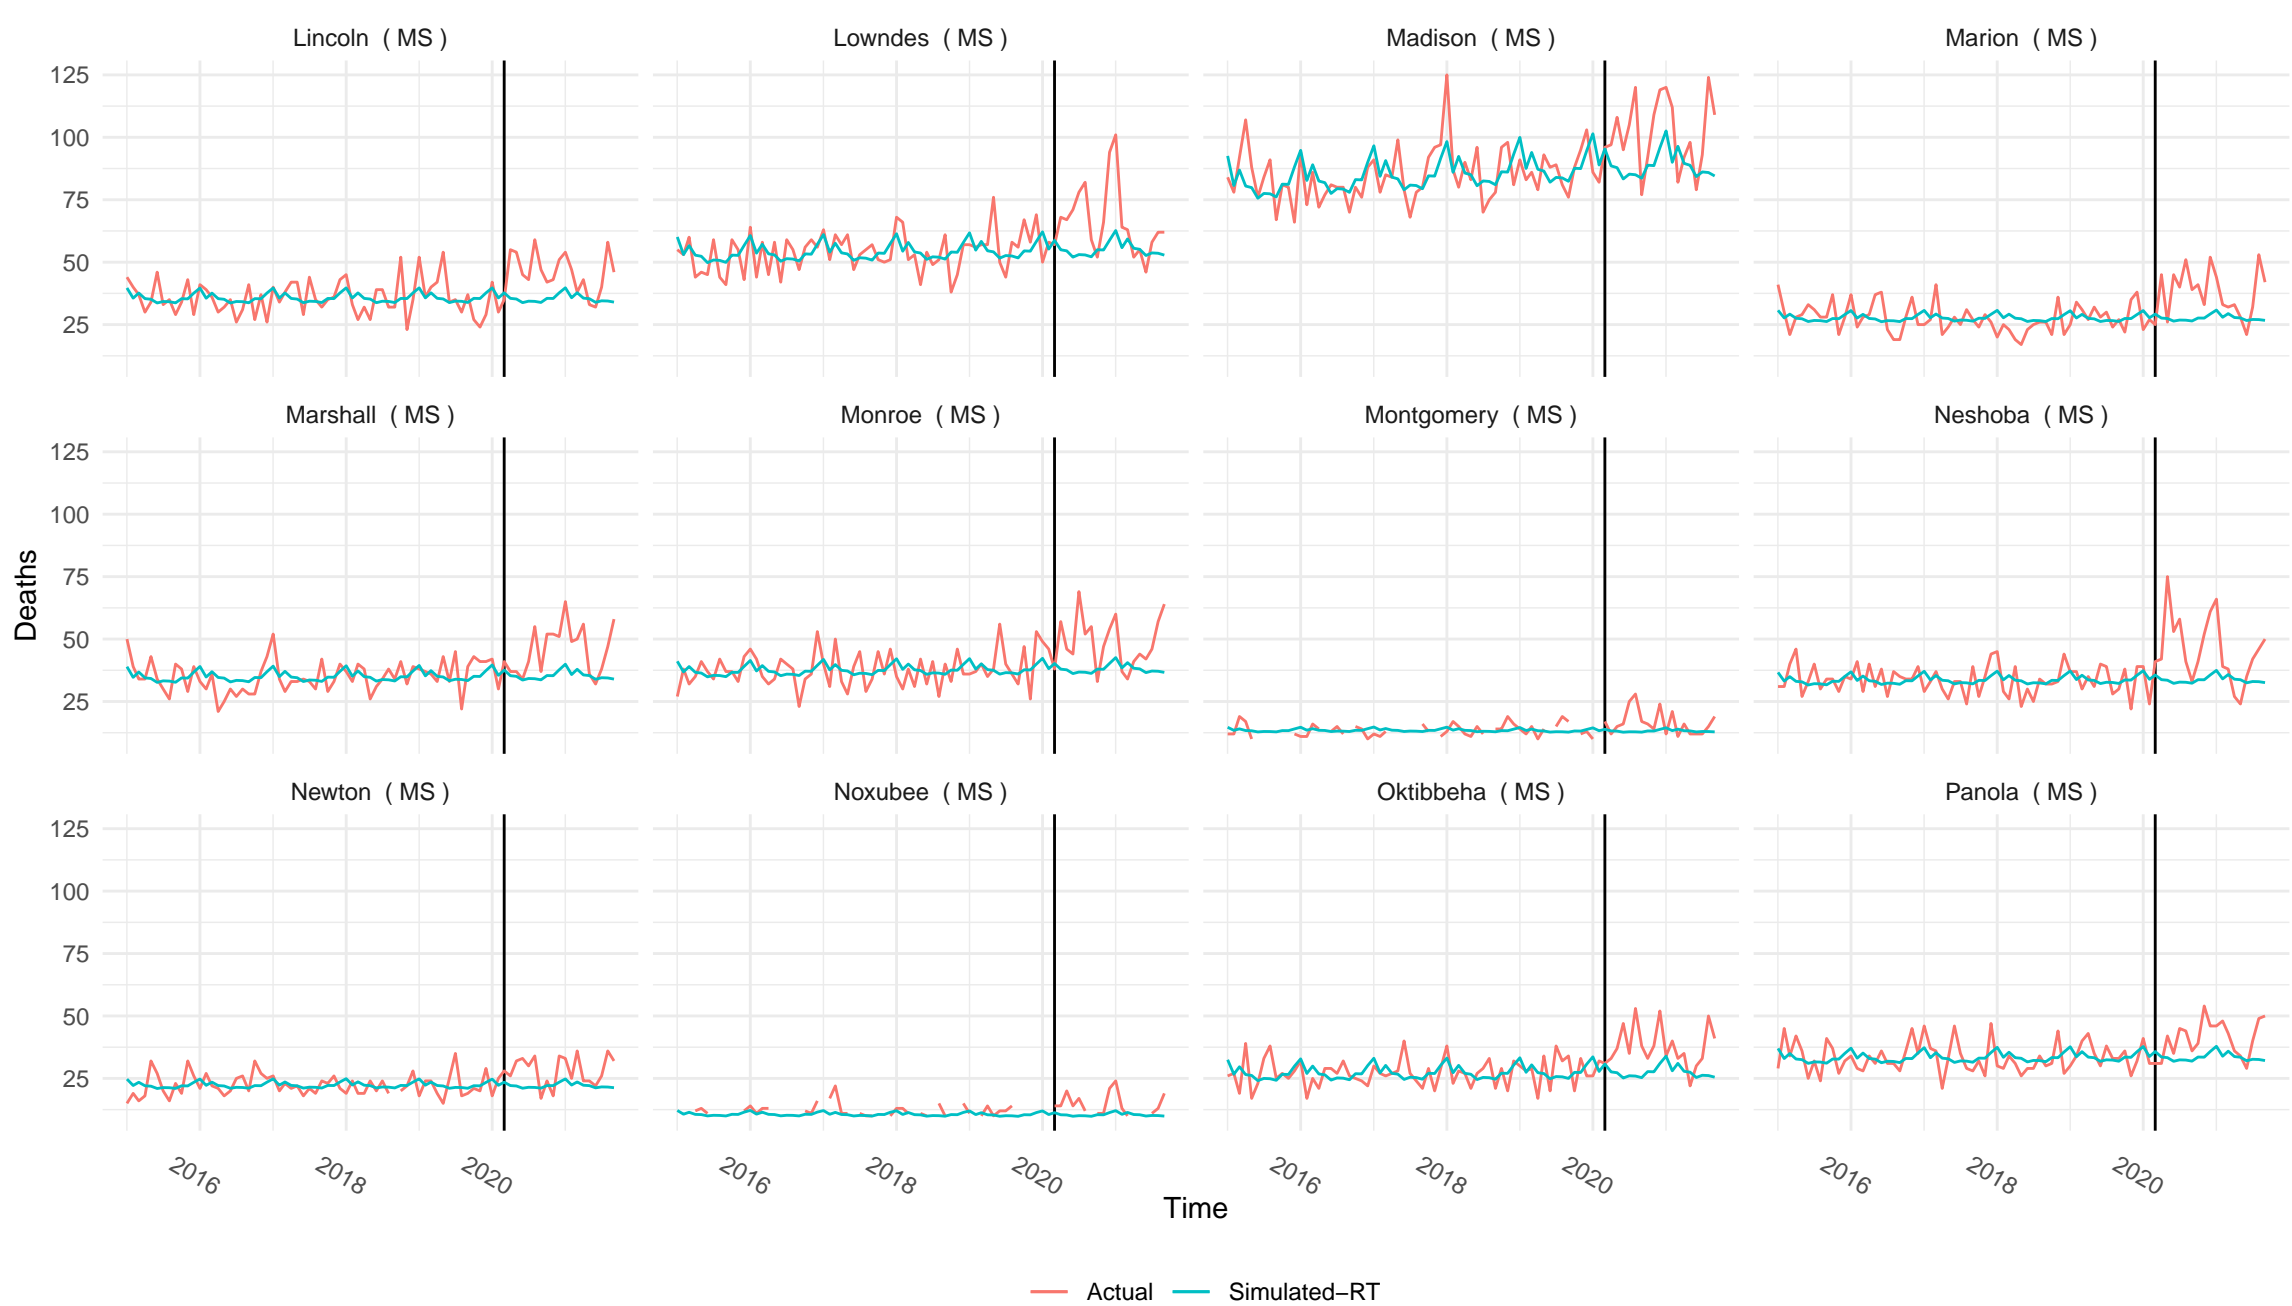 Lincoln ( MS )
Lowndes ( MS )
Madison ( MS )
Marion ( MS )
125
100
75
50
25
Marshall ( MS )
Monroe ( MS )
Montgomery ( MS )
Neshoba ( MS )
125
100
75
50
25
Deaths
Newton ( MS )
Noxubee ( MS )
Oktibbeha ( MS )
Panola ( MS )
125
100
75
50
25
2016 2018 2020
2016 2018 2020
2016 2018 2020
2016 2018 2020
Time
Actual
Simulated−RT